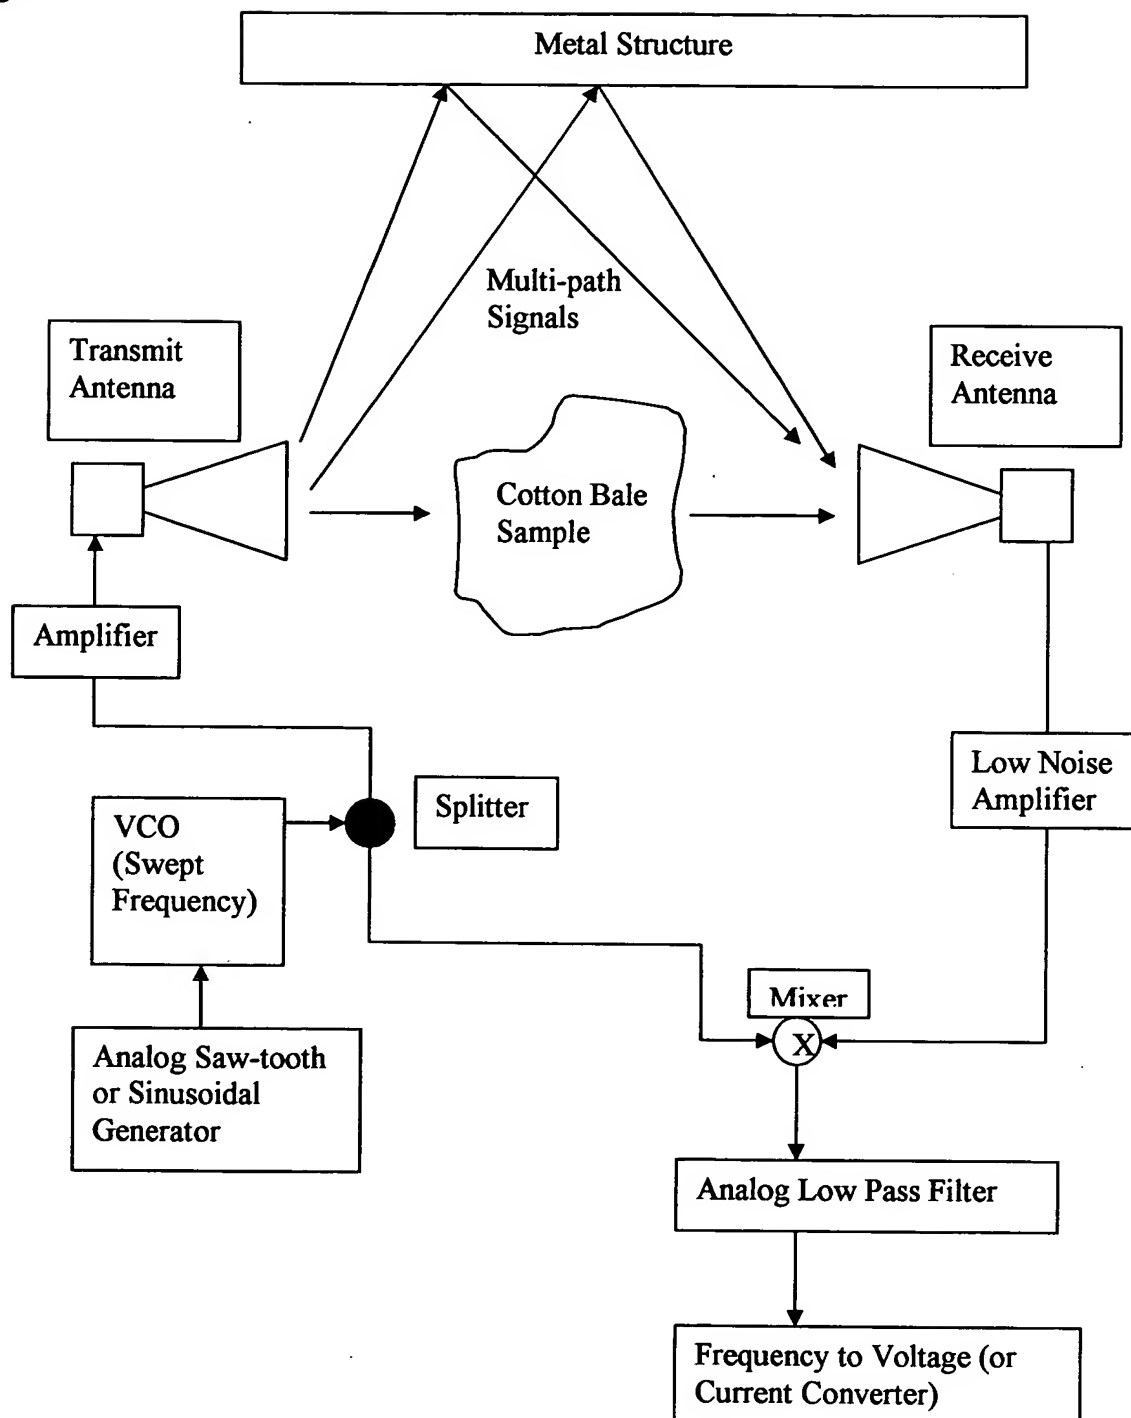 Metal Structure
Multi-path
Signals
Transmit
Antenna
Receive
Antenna
Cotton Bale
Sample
Amplifier
Low Noise
Amplifier
Splitter
VCO
(Swept
Frequency)
Mixer
X
Analog Saw-tooth
or Sinusoidal
Generator
Analog Low Pass Filter
Frequency to Voltage (or
Current Converter)